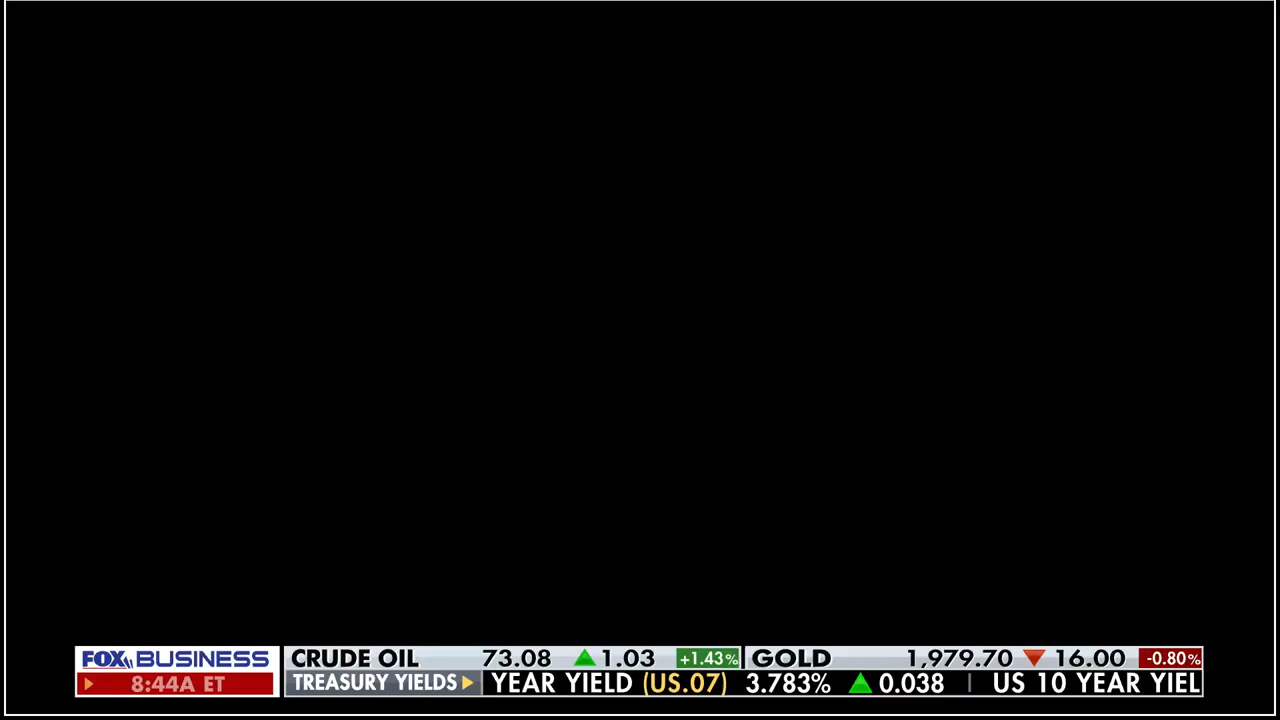 FOX BUSINESS CRUDE OIL 73.08 1.03 +1.43% GOLD 1,979.70 16.00 -0.80%
8:44A ET TREASURY YIELDS YEAR YIELD (US.07) 3.783% 0.038 | US 10 YEAR YIEL